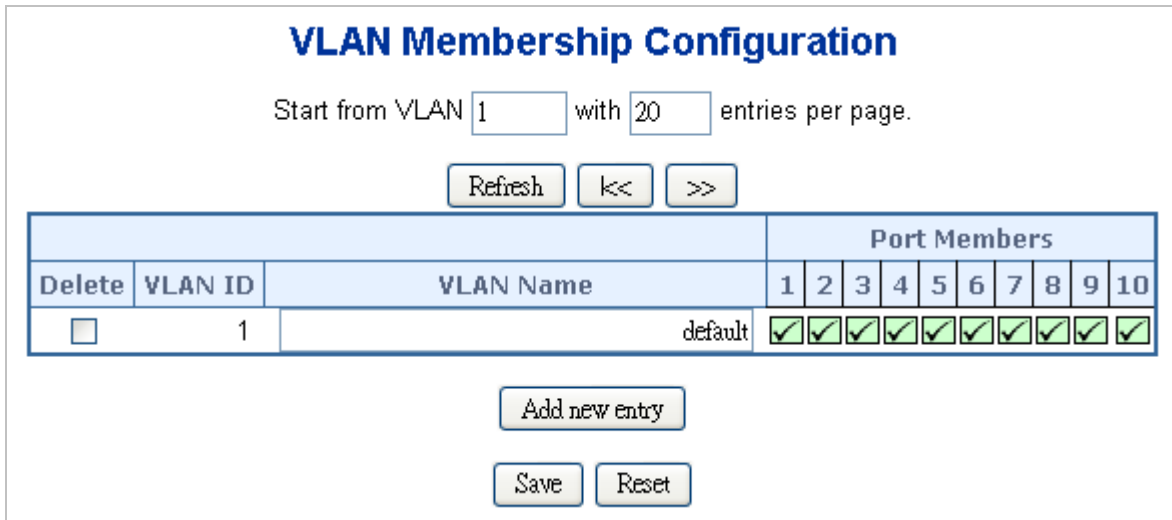 VLAN Membership Configuration
Start from VLAN 1 with 20 entries per page.
Refresh |<< >>
Port Members
Delete VLAN ID VLAN Name 1 2 3 4 5 6 7 8 9 10
1 default
Add new entry
Save Reset